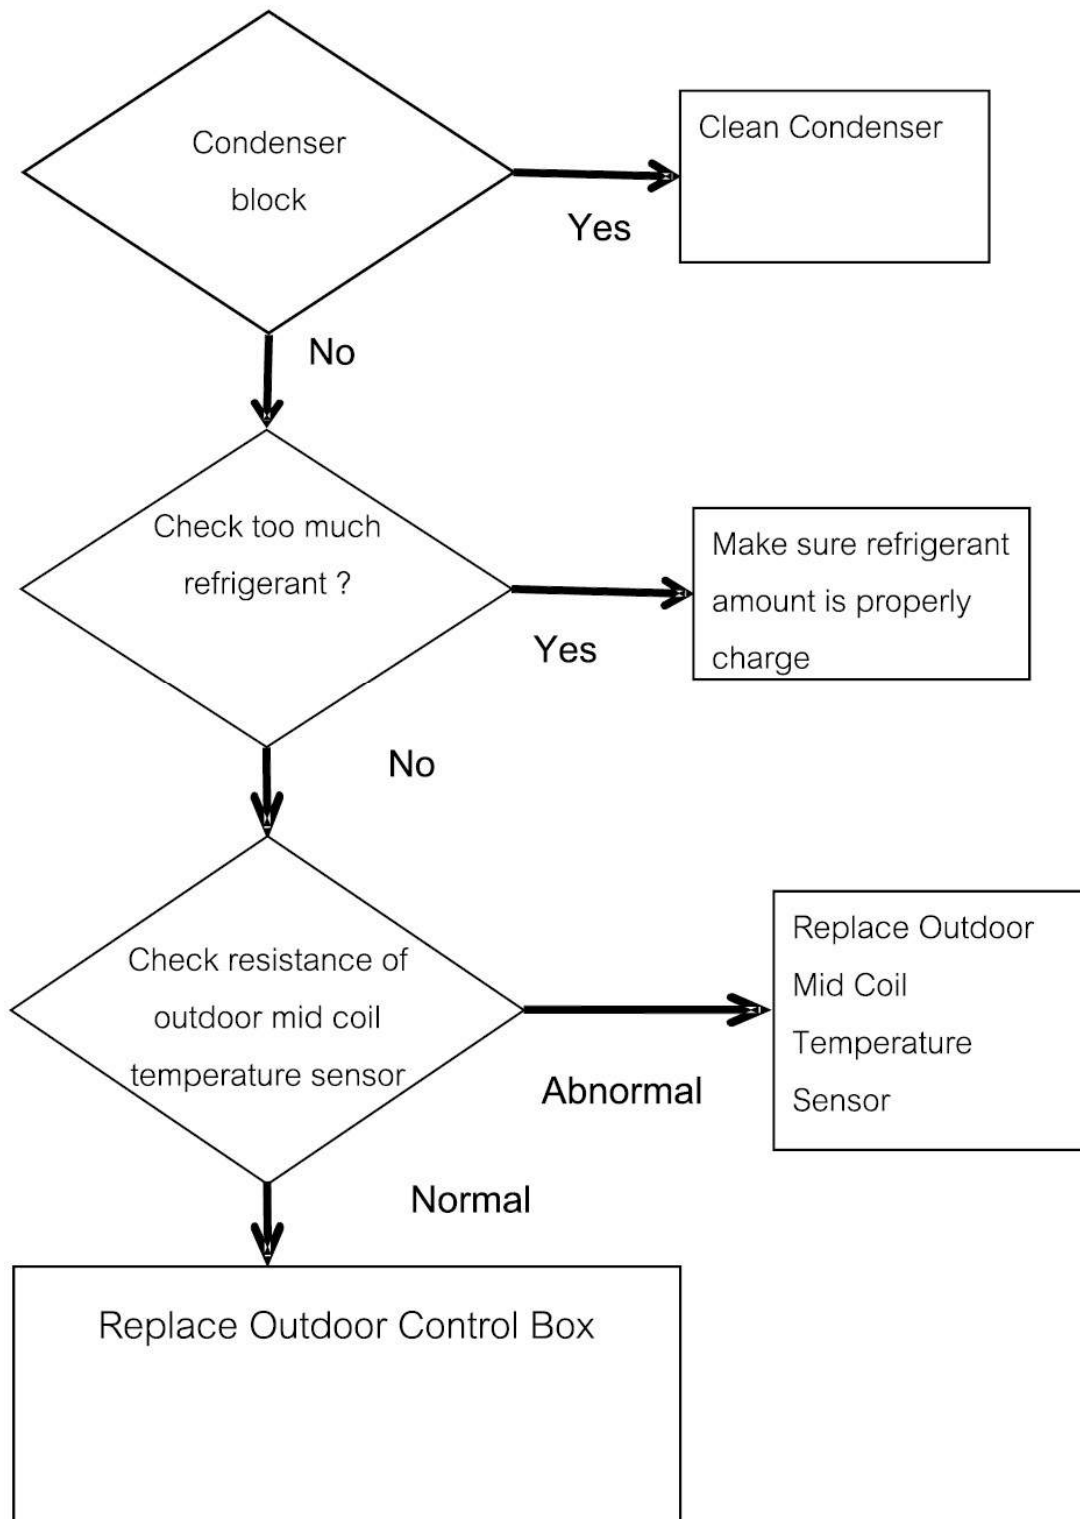 Condenser
block
Yes
Clean Condenser
No
Check too much
refrigerant ?
Yes
Make sure refrigerant
amount is properly
charge
No
Check resistance of
outdoor mid coil
temperature sensor
Abnormal
Replace Outdoor
Mid Coil
Temperature
Sensor
Normal
Replace Outdoor Control Box